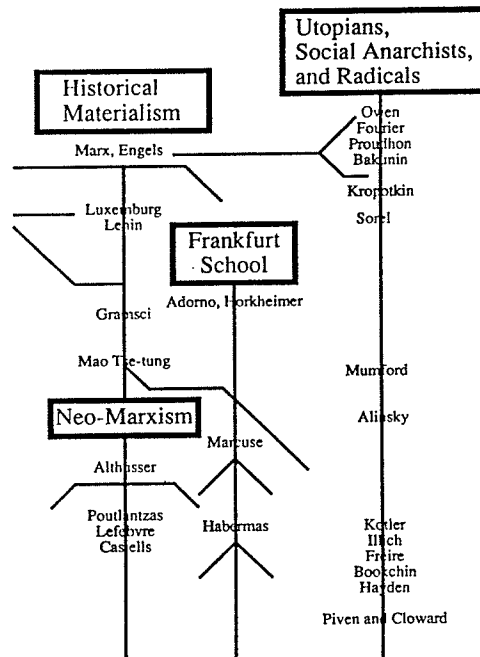 Utopians,
Social Anarchists,
and Radicals
Historical
Materialism
Owen
Fourier
Proudhon
Bakunin
Marx, Engels
Kropotkin
Luxemburg
Lenin
Sorel
Frankfurt
School
Adorno, Horkheimer
Gramsci
Mao Tse-tung
Mumford
Neo-Marxism
Alinsky
Marcuse
Althusser
Poutlantzas
Lefebvre
Castells
Habermas
Kotler
Illich
Freire
Bookchin
Hayden
Piven and Cloward